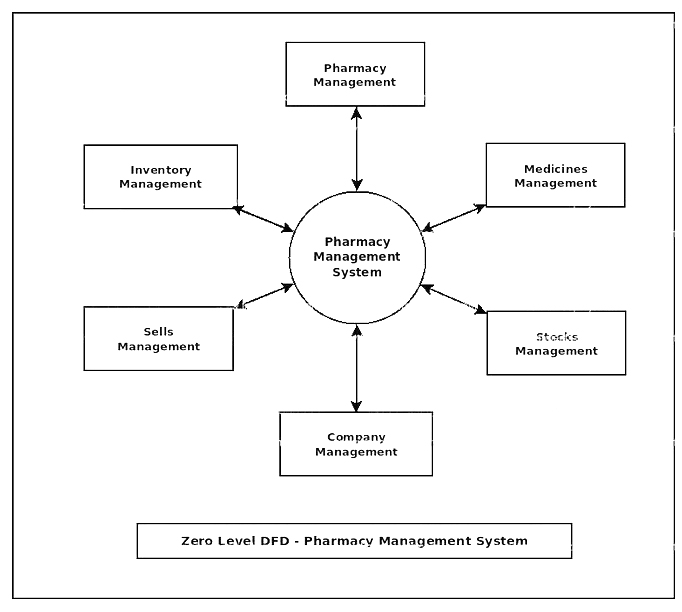 Pharmacy
Management
Inventory
Management
Medicines
Management
Pharmacy
Management
System
Sells
Management
Stocks
Management
Company
Management
Zero Level DFD - Pharmacy Management System